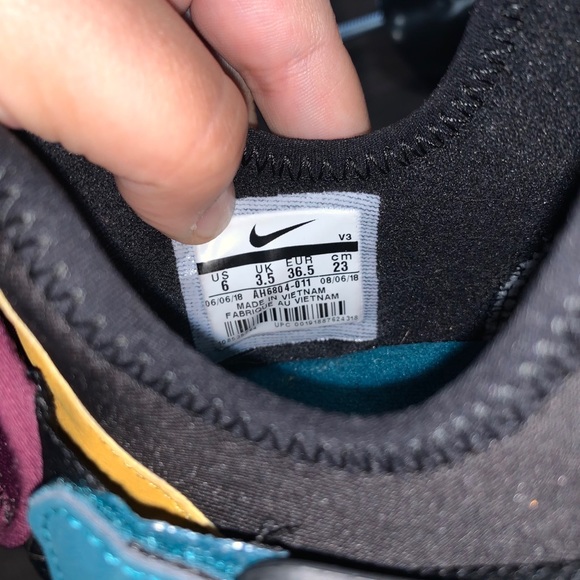 V3
US UK EUR cm
6 3.5 36.5 23
06/06/18 AH6804-011 08/06/18
MADE IN VIETNAM
FABRIQUE AU VIETNAM